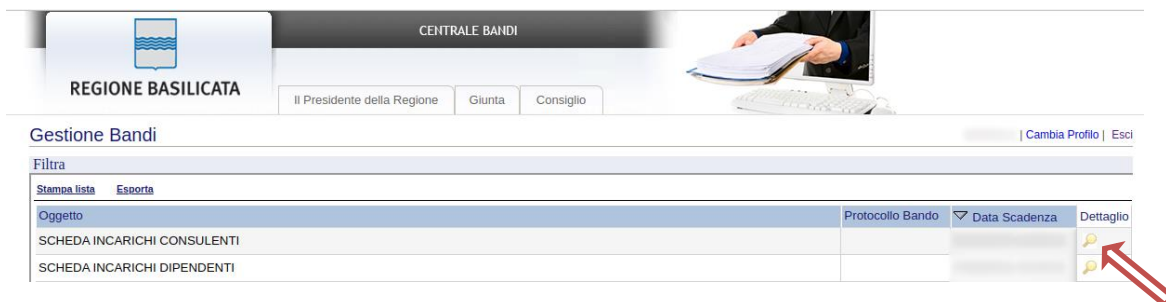 CENTRALE BANDI
REGIONE BASILICATA
Il Presidente della Regione Giunta Consiglio
Gestione Bandi | Cambia Profilo | Esci
Filtra
Stampa lista Esporta
Oggetto Protocollo Bando Data Scadenza Dettaglio
SCHEDA INCARICHI CONSULENTI
SCHEDA INCARICHI DIPENDENTI